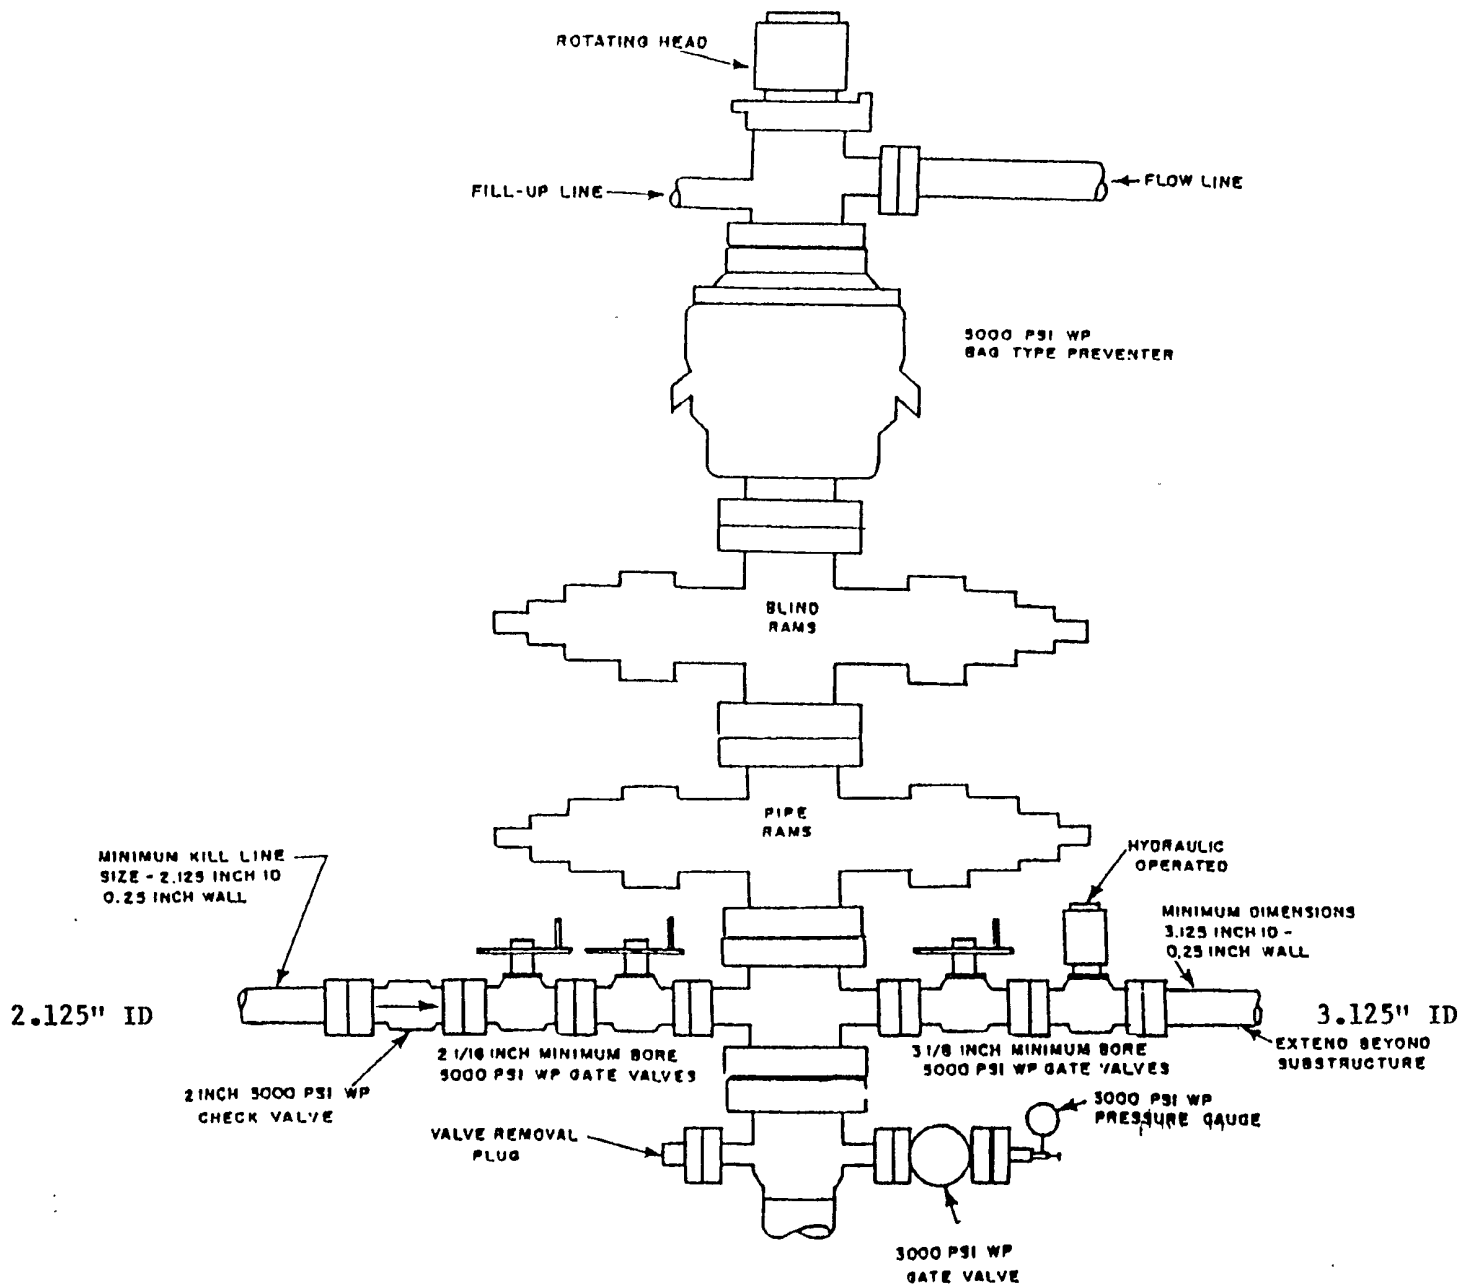 ROTATING HEAD
FILL-UP LINE
FLOW LINE
5000 PSI WP
BAG TYPE PREVENTER
BLIND
RAMS
PIPE
RAMS
MINIMUM KILL LINE
SIZE - 2.125 INCH ID
0.25 INCH WALL
HYDRAULIC
OPERATED
MINIMUM DIMENSIONS
3.125 INCH ID -
0.25 INCH WALL
2.125" ID
3.125" ID
EXTEND BEYOND
SUBSTRUCTURE
2 1/16 INCH MINIMUM BORE
5000 PSI WP GATE VALVES
3 1/8 INCH MINIMUM BORE
5000 PSI WP GATE VALVES
2 INCH 5000 PSI WP
CHECK VALVE
3000 PSI WP
PRESSURE GAUGE
VALVE REMOVAL
PLUG
3000 PSI WP
GATE VALVE